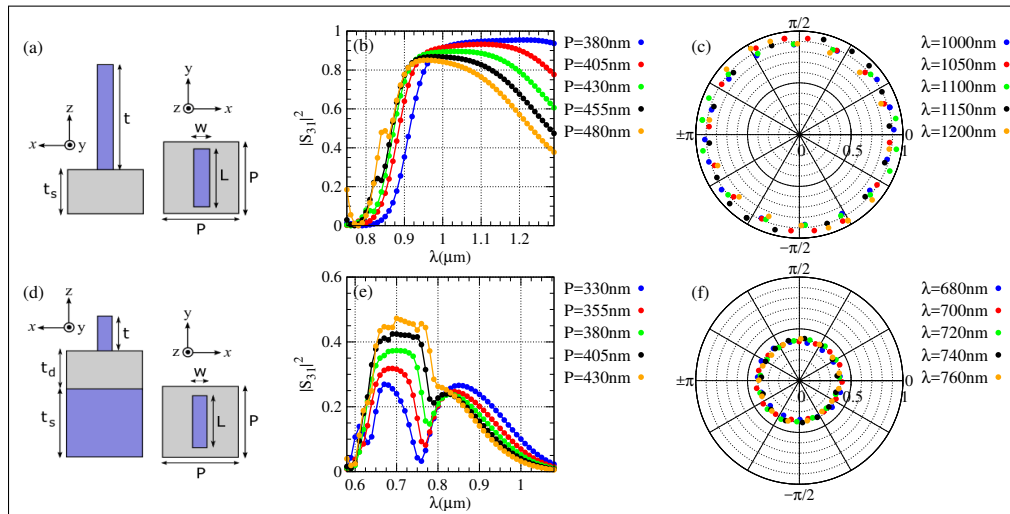 (a)
z
x
y
t
t_s
y
z
x
w
L
P
P
(b)
|S_31|^2
1
0.8
0.6
0.4
0.2
0
0.8 0.9 1 1.1 1.2
λ(μm)
P=380nm
P=405nm
P=430nm
P=455nm
P=480nm
(c)
π/2
±π
0 0.5 1
0
−π/2
λ=1000nm
λ=1050nm
λ=1100nm
λ=1150nm
λ=1200nm
(d)
z
x
y
t
t_d
t_s
y
z
x
w
L
P
P
(e)
|S_31|^2
0.6
0.4
0.2
0
0.6 0.7 0.8 0.9 1
λ(μm)
P=330nm
P=355nm
P=380nm
P=405nm
P=430nm
(f)
π/2
±π
0 0.5 1
0
−π/2
λ=680nm
λ=700nm
λ=720nm
λ=740nm
λ=760nm